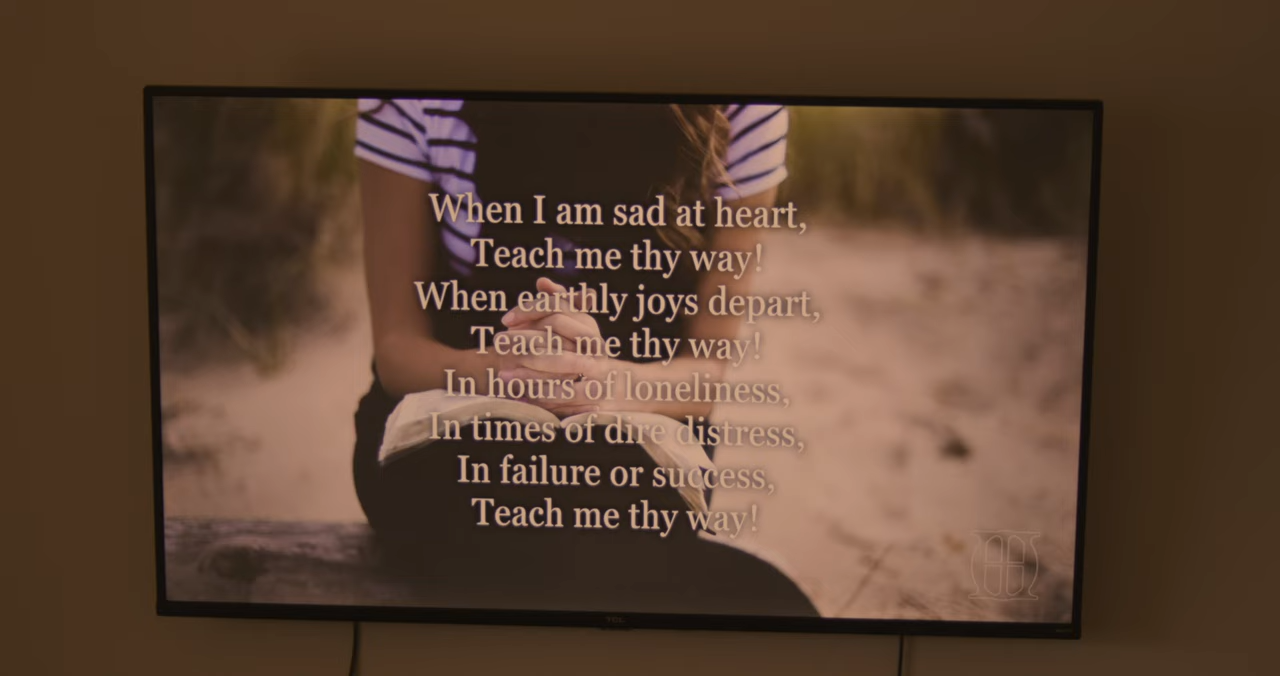 When I am sad at heart,
Teach me thy way!
When earthly joys depart,
Teach me thy way!
In hours of loneliness,
In times of dire distress,
In failure or success,
Teach me thy way!
TCL